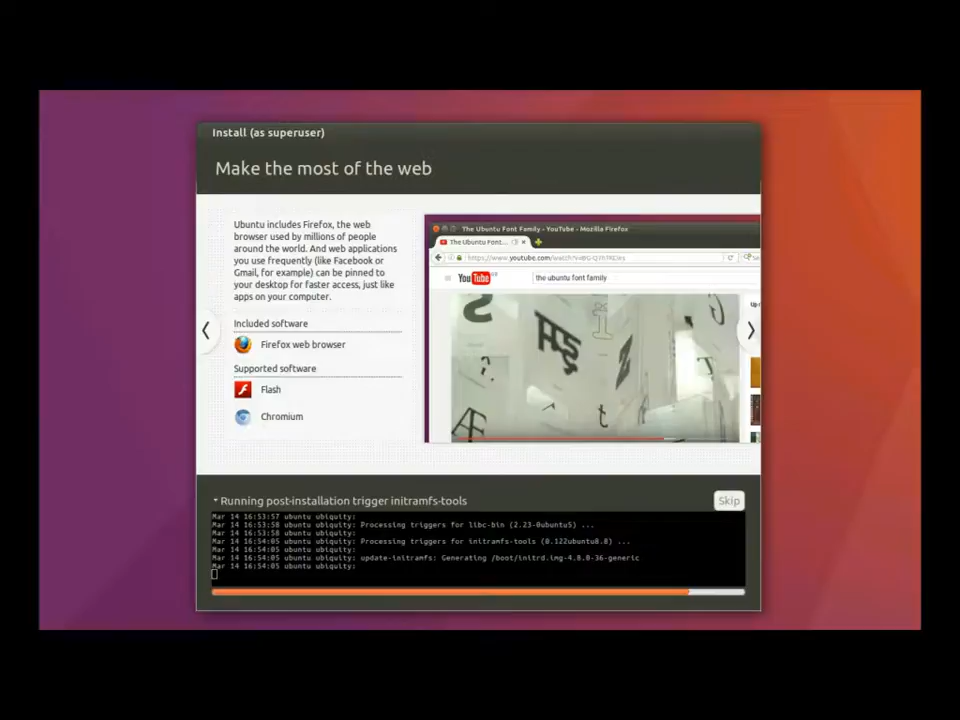 Install (as superuser)
Make the most of the web
Ubuntu includes Firefox, the web
browser used by millions of people
around the world. And web applications
you use frequently (like Facebook or
Gmail, for example) can be pinned to
your desktop for faster access, just like
apps on your computer.
Included software
Firefox web browser
Supported software
Flash
Chromium
The Ubuntu Font Family - YouTube - Mozilla Firefox
The Ubuntu Font...
YouTube
the ubuntu font family
Running post-installation trigger initramfs-tools
Skip
Mar 14 16:53:57 ubuntu ubiquity:
Mar 14 16:53:58 ubuntu ubiquity: Processing triggers for libc-bin (2.23-0ubuntu5) ...
Mar 14 16:53:58 ubuntu ubiquity:
Mar 14 16:54:05 ubuntu ubiquity: Processing triggers for initramfs-tools (0.122ubuntu8.8) ...
Mar 14 16:54:05 ubuntu ubiquity:
Mar 14 16:54:05 ubuntu ubiquity: update-initramfs: Generating /boot/initrd.img-4.8.0-36-generic
Mar 14 16:54:05 ubuntu ubiquity: